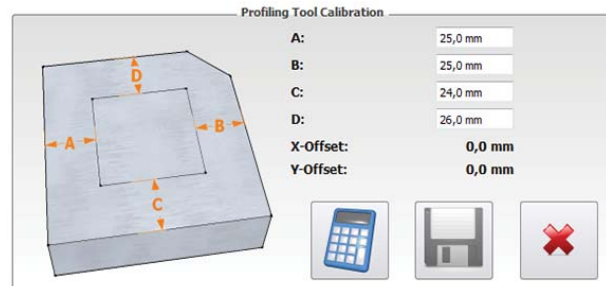 Profiling Tool Calibration
A: 25,0 mm
B: 25,0 mm
C: 24,0 mm
D: 26,0 mm
X-Offset: 0,0 mm
Y-Offset: 0,0 mm
D
A
B
C